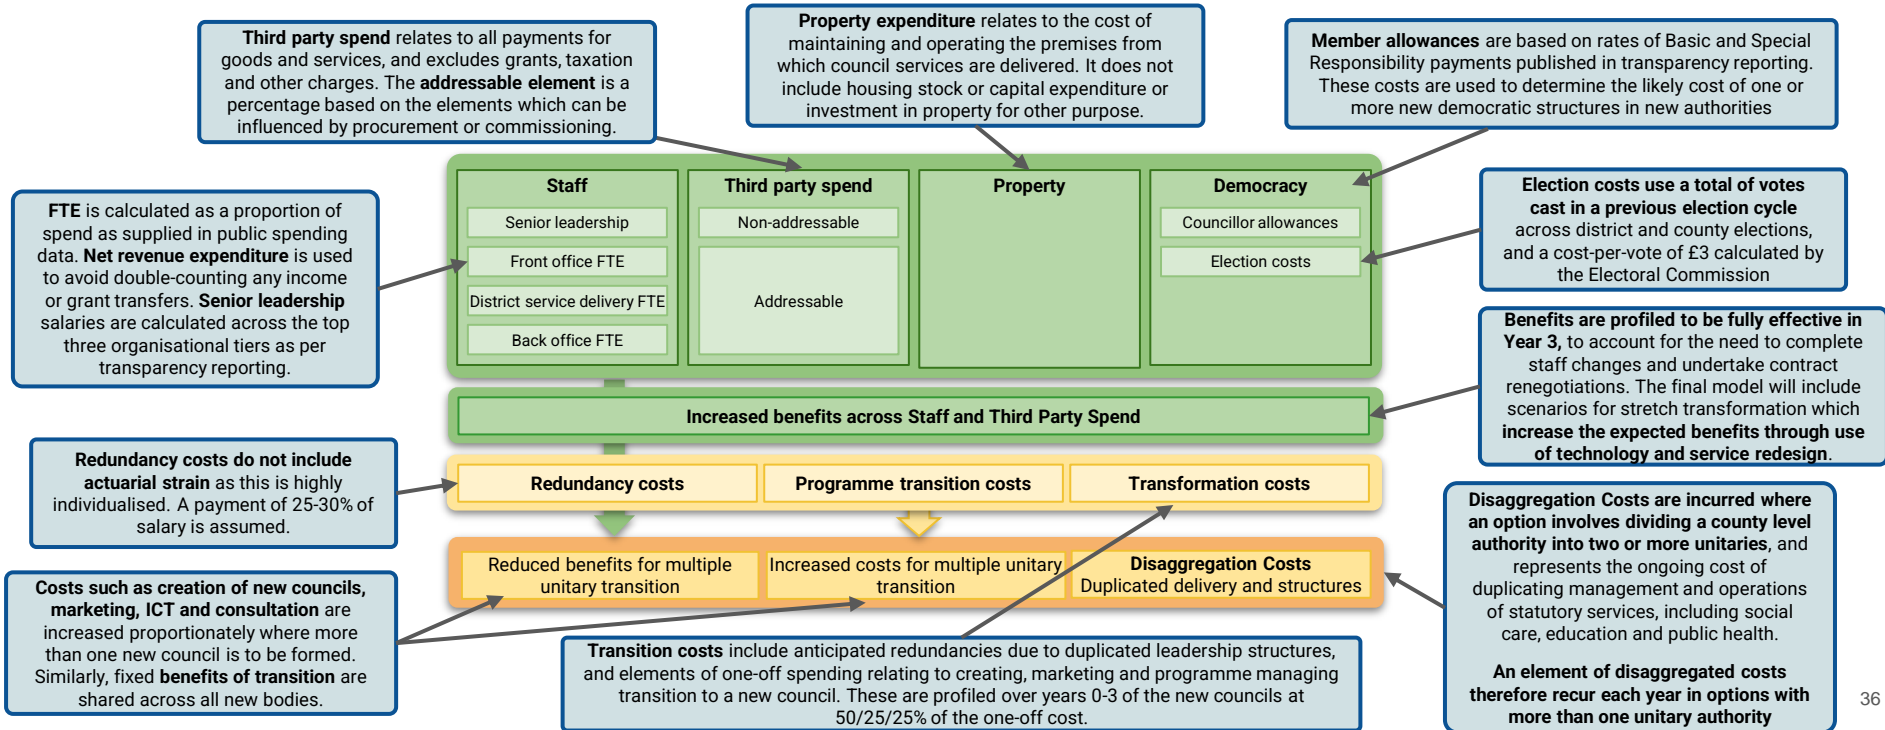 Third party spend relates to all payments for
goods and services, and excludes grants, taxation
and other charges. The addressable element is a
percentage based on the elements which can be
influenced by procurement or commissioning.
Property expenditure relates to the cost of
maintaining and operating the premises from
which council services are delivered. It does not
include housing stock or capital expenditure or
investment in property for other purpose.
Member allowances are based on rates of Basic and Special
Responsibility payments published in transparency reporting.
These costs are used to determine the likely cost of one or
more new democratic structures in new authorities
FTE is calculated as a proportion of
spend as supplied in public spending
data. Net revenue expenditure is used
to avoid double-counting any income
or grant transfers. Senior leadership
salaries are calculated across the top
three organisational tiers as per
transparency reporting.
Staff
Senior leadership
Front office FTE
District service delivery FTE
Back office FTE
Third party spend
Non-addressable
Addressable
Property
Democracy
Councillor allowances
Election costs
Election costs use a total of votes
cast in a previous election cycle
across district and county elections,
and a cost-per-vote of £3 calculated by
the Electoral Commission
Increased benefits across Staff and Third Party Spend
Benefits are profiled to be fully effective in
Year 3, to account for the need to complete
staff changes and undertake contract
renegotiations. The final model will include
scenarios for stretch transformation which
increase the expected benefits through use
of technology and service redesign.
Redundancy costs do not include
actuarial strain as this is highly
individualised. A payment of 25-30% of
salary is assumed.
Redundancy costs
Programme transition costs
Transformation costs
Reduced benefits for multiple
unitary transition
Increased costs for multiple unitary
transition
Disaggregation Costs
Duplicated delivery and structures
Disaggregation Costs are incurred where
an option involves dividing a county level
authority into two or more unitaries, and
represents the ongoing cost of
duplicating management and operations
of statutory services, including social
care, education and public health.
An element of disaggregated costs
therefore recur each year in options with
more than one unitary authority
Costs such as creation of new councils,
marketing, ICT and consultation are
increased proportionately where more
than one new council is to be formed.
Similarly, fixed benefits of transition are
shared across all new bodies.
Transition costs include anticipated redundancies due to duplicated leadership structures,
and elements of one-off spending relating to creating, marketing and programme managing
transition to a new council. These are profiled over years 0-3 of the new councils at
50/25/25% of the one-off cost.
36